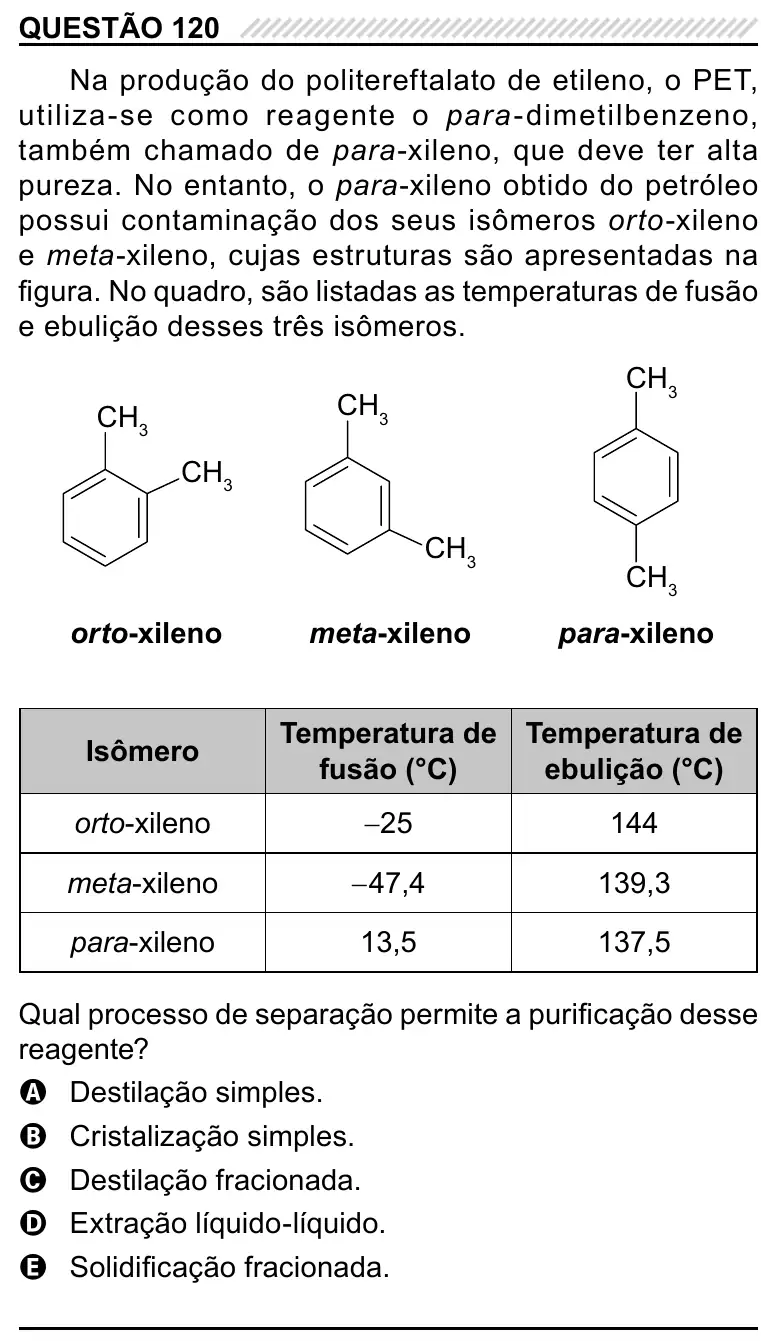 QUESTÃO 120
Na produção do politereftalato de etileno, o PET,
utiliza-se como reagente o para-dimetilbenzeno,
também chamado de para-xileno, que deve ter alta
pureza. No entanto, o para-xileno obtido do petróleo
possui contaminação dos seus isômeros orto-xileno
e meta-xileno, cujas estruturas são apresentadas na
figura. No quadro, são listadas as temperaturas de fusão
e ebulição desses três isômeros.
CH3
CH3
orto-xileno
CH3
CH3
meta-xileno
CH3
CH3
para-xileno
Isômero
Temperatura de
fusão (°C)
Temperatura de
ebulição (°C)
orto-xileno –25 144
meta-xileno –47,4 139,3
para-xileno 13,5 137,5
Qual processo de separação permite a purificação desse
reagente?
A Destilação simples.
B Cristalização simples.
C Destilação fracionada.
D Extração líquido-líquido.
E Solidificação fracionada.